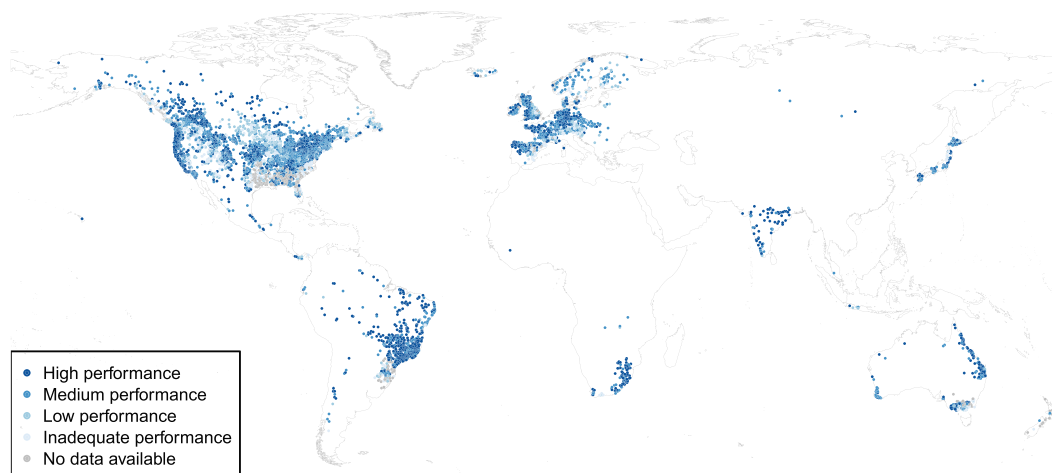 High performance
Medium performance
Low performance
Inadequate performance
No data available